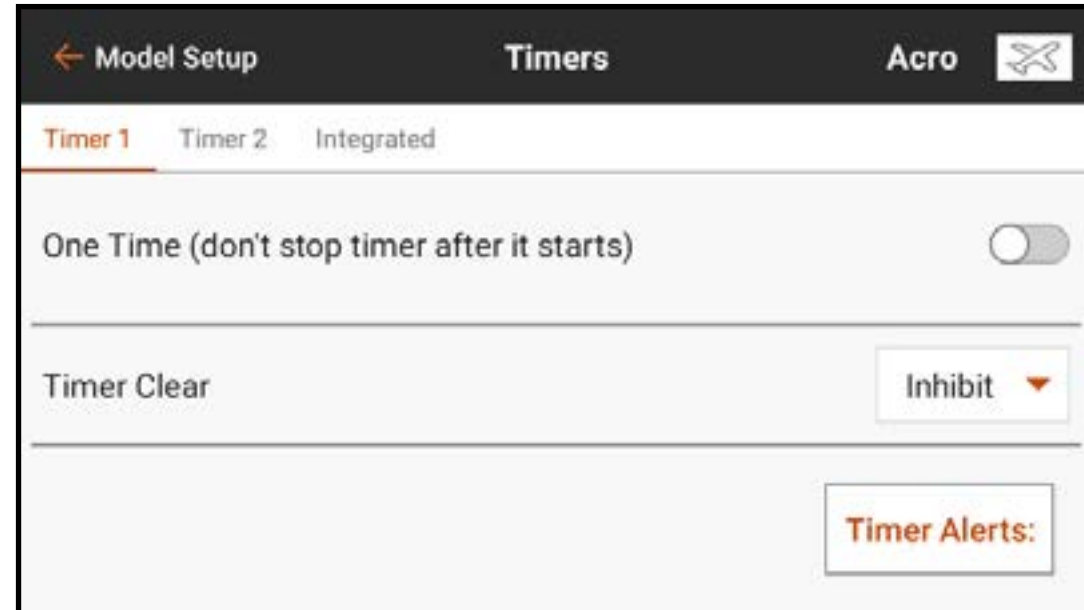 Model Setup Timers Acro
Timer 1 Timer 2 Integrated
One Time (don't stop timer after it starts)
Timer Clear Inhibit
Timer Alerts: